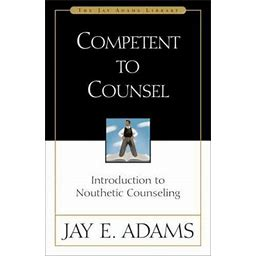 THE JAY ADAMS LIBRARY
COMPETENT
TO
COUNSEL
Introduction to
Nouthetic Counseling
JAY E. ADAMS